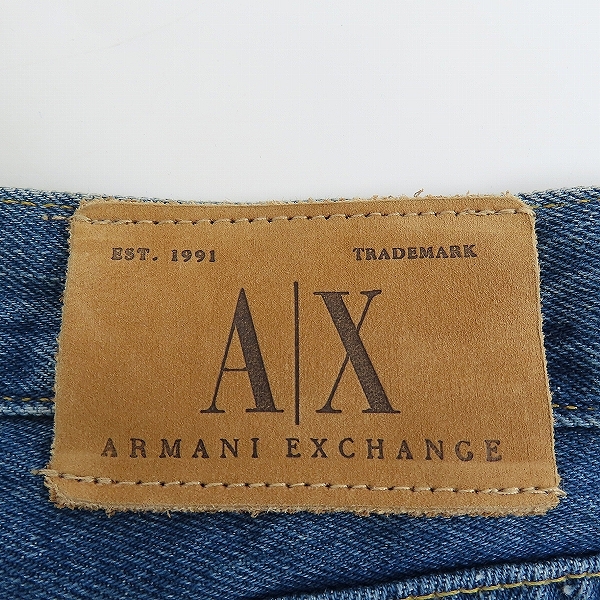 EST. 1991 TRADEMARK
A|X
ARMANI EXCHANGE